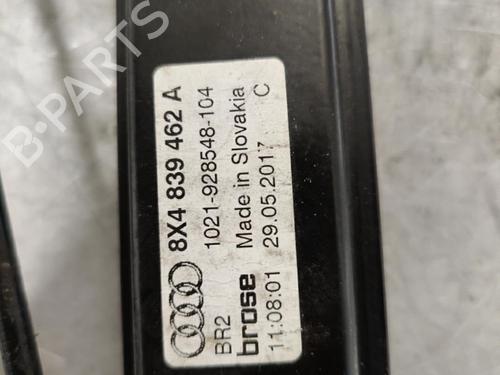 8X4 839 462 A
1021-928548-104
BR2 Made in Slovakia
brose 29.05.2017 C
11:08:01
B-PARTS